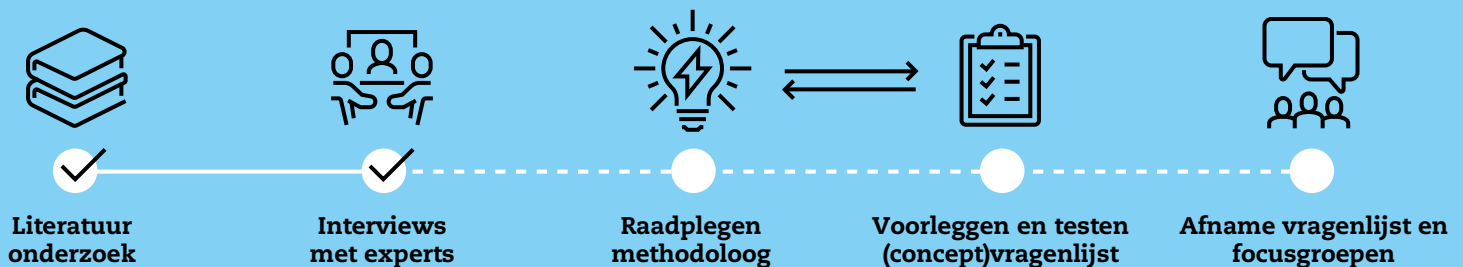 Literatuur
onderzoek
Interviews
met experts
Raadplegen
methodoloog
Voorleggen en testen
(concept)vragenlijst
Afname vragenlijst en
focusgroepen